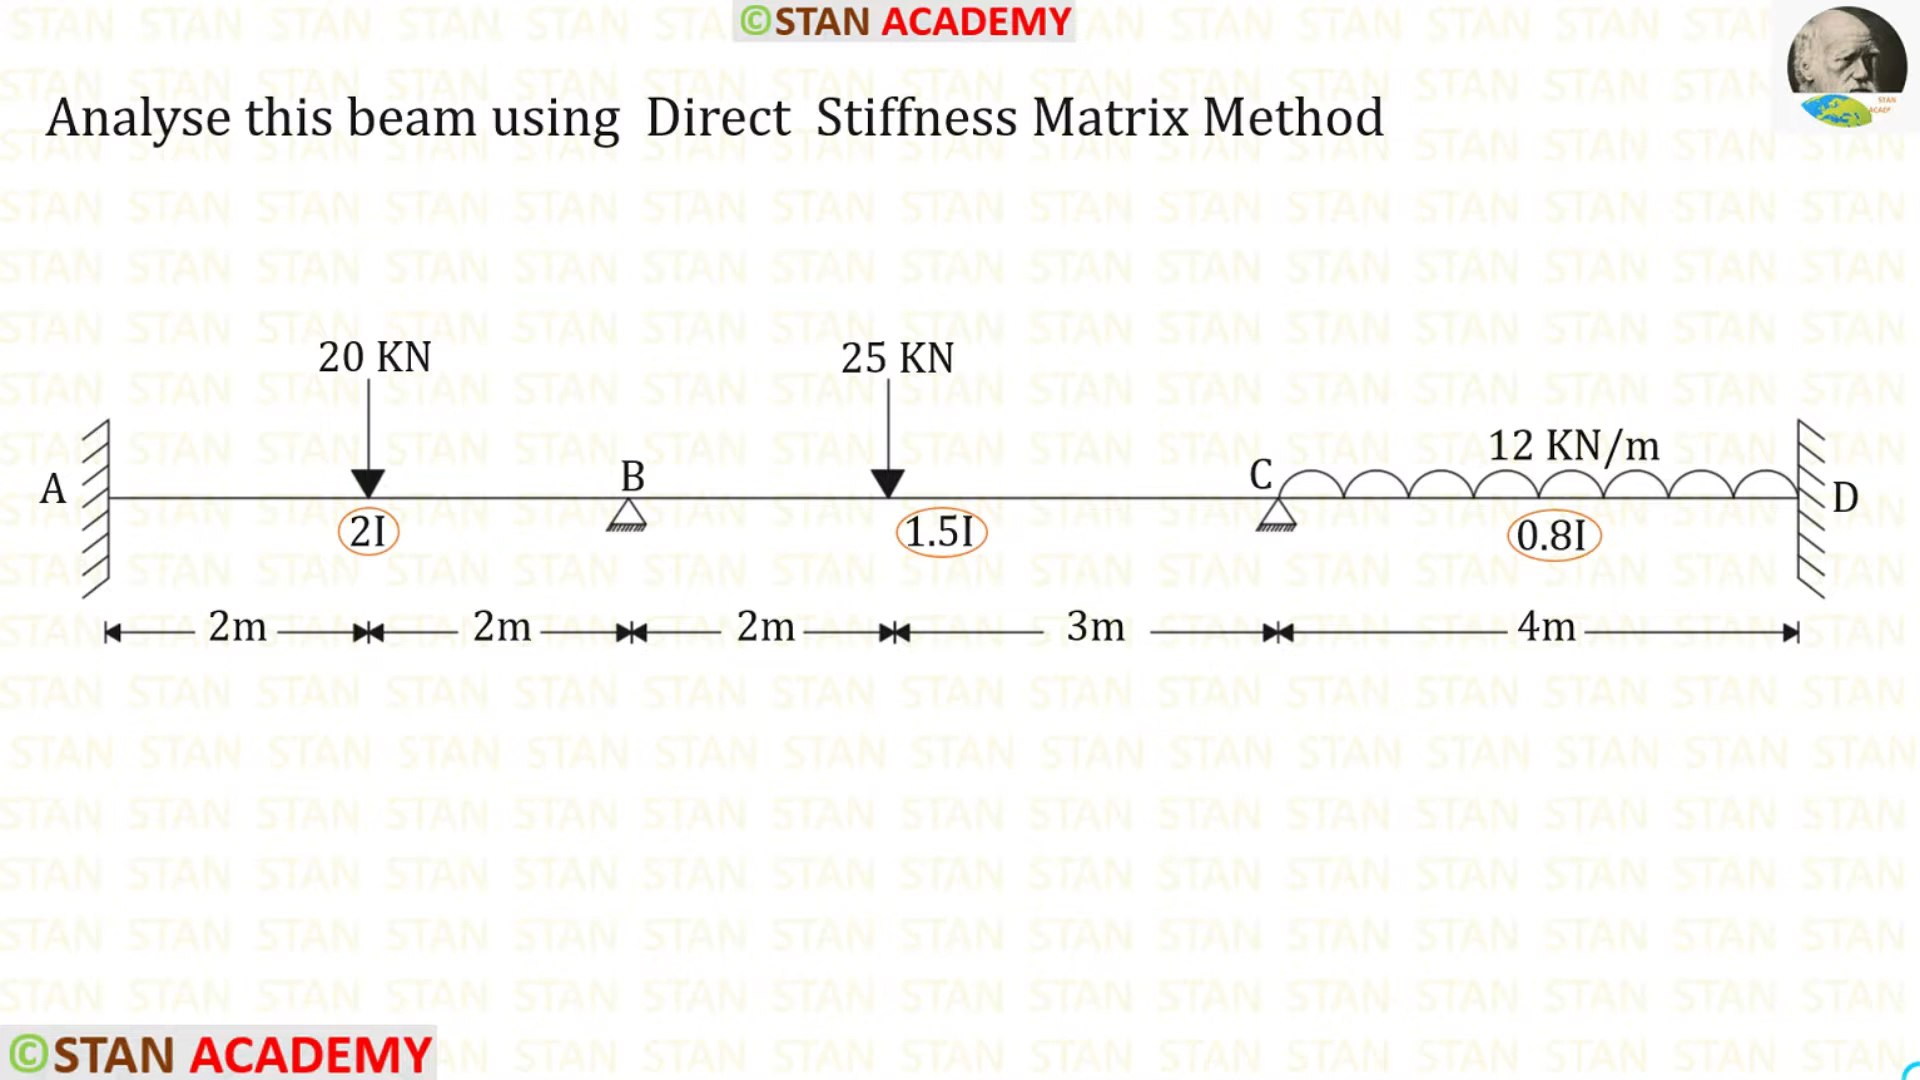 ©STAN ACADEMY
Analyse this beam using Direct Stiffness Matrix Method
20 KN
25 KN
12 KN/m
A
B
C
D
2I
1.5I
0.8I
2m
2m
2m
3m
4m
©STAN ACADEMY